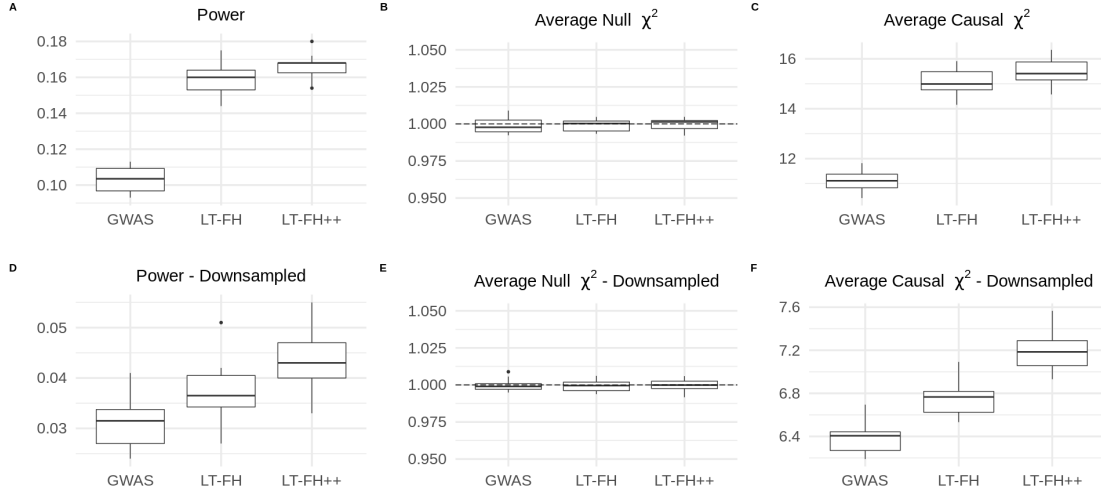 A
Power
0.18
0.16
0.14
0.12
0.10
GWAS LT-FH LT-FH++
B
Average Null χ²
1.050
1.025
1.000
0.975
0.950
GWAS LT-FH LT-FH++
C
Average Causal χ²
16
14
12
GWAS LT-FH LT-FH++
D
Power - Downsampled
0.05
0.04
0.03
GWAS LT-FH LT-FH++
E
Average Null χ² - Downsampled
1.050
1.025
1.000
0.975
0.950
GWAS LT-FH LT-FH++
F
Average Causal χ² - Downsampled
7.6
7.2
6.8
6.4
GWAS LT-FH LT-FH++